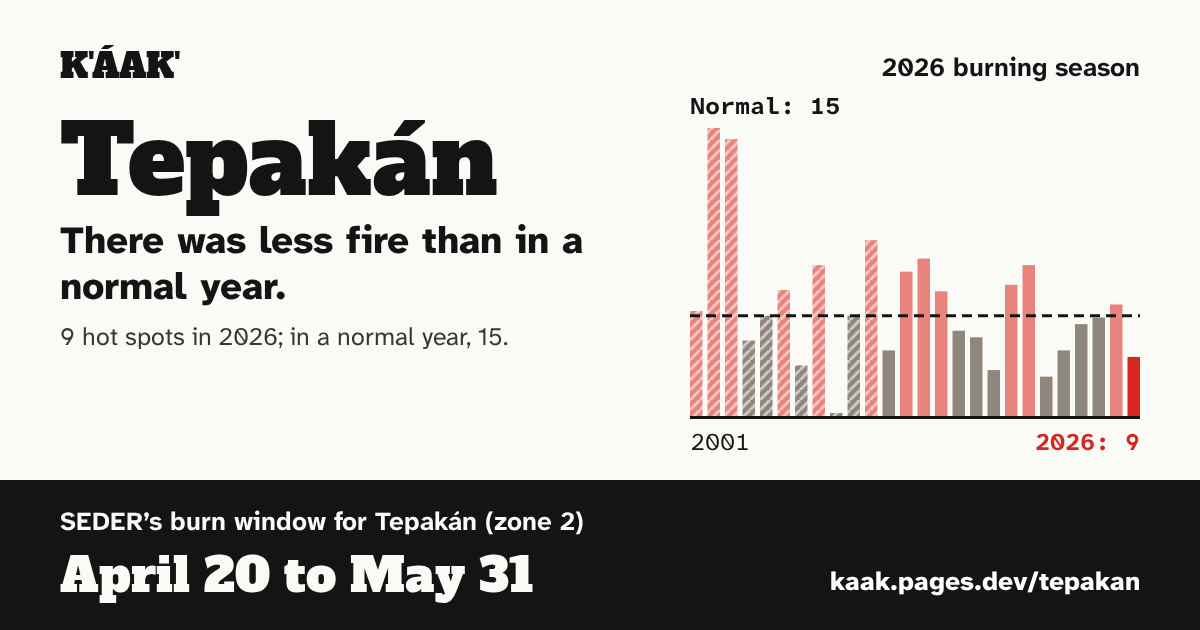 K'ÁAK'
2026 burning season
Tepakán
There was less fire than in a
normal year.
9 hot spots in 2026; in a normal year, 15.
Normal: 15
2001
2026: 9
SEDER’s burn window for Tepakán (zone 2)
April 20 to May 31
kaak.pages.dev/tepakan